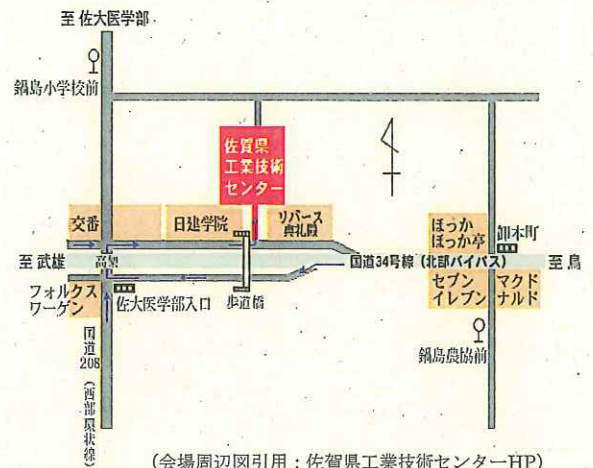 至 佐大医学部
鍋島小学校前
佐賀県
工業技術
センター
交番
日建学院
リバース
典礼殿
ほっか
ほっか亭
卸本町
至 武雄
高架
国道34号線（北部バイパス）
至 鳥
フォルクス
ワーゲン
佐大医学部入口
歩道橋
セブン
イレブン
マクド
ナルド
国道208（西部環状線）
鍋島農協前
（会場周辺図引用：佐賀県工業技術センターHP）